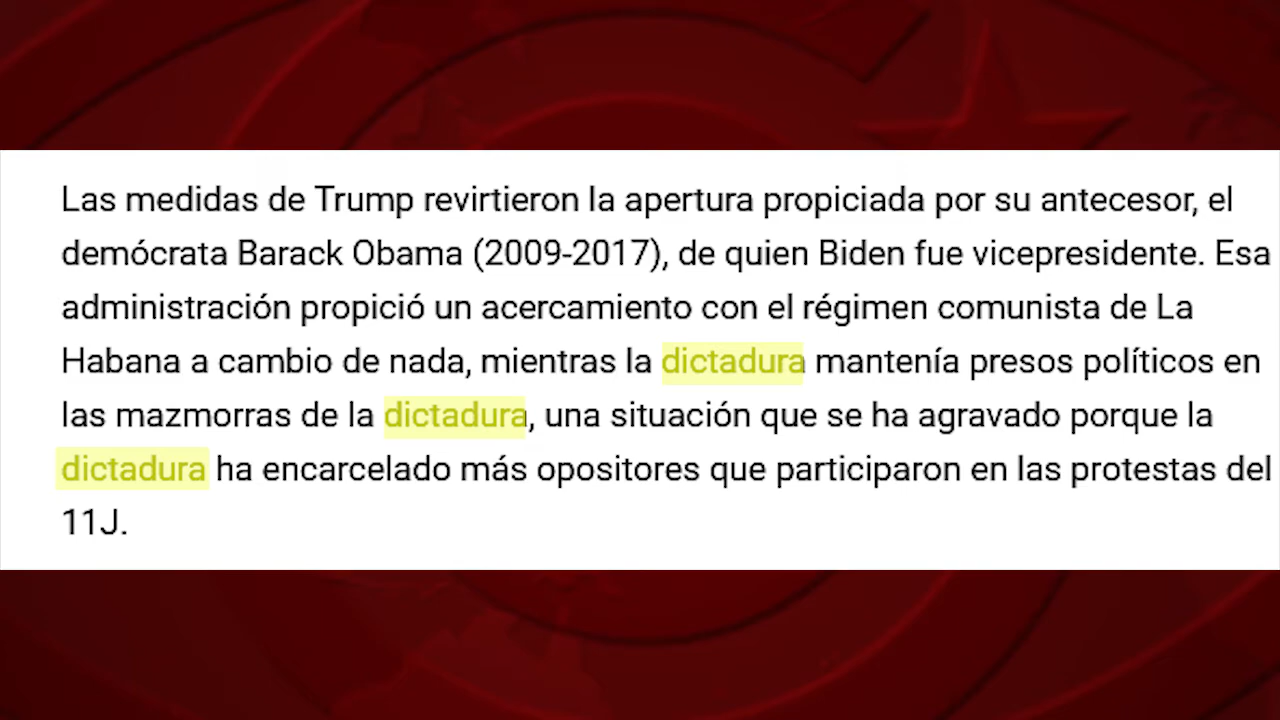 Las medidas de Trump revirtieron la apertura propiciada por su antecesor, el
demócrata Barack Obama (2009-2017), de quien Biden fue vicepresidente. Esa
administración propició un acercamiento con el régimen comunista de La
Habana a cambio de nada, mientras la dictadura mantenía presos políticos en
las mazmorras de la dictadura, una situación que se ha agravado porque la
dictadura ha encarcelado más opositores que participaron en las protestas del
11J.